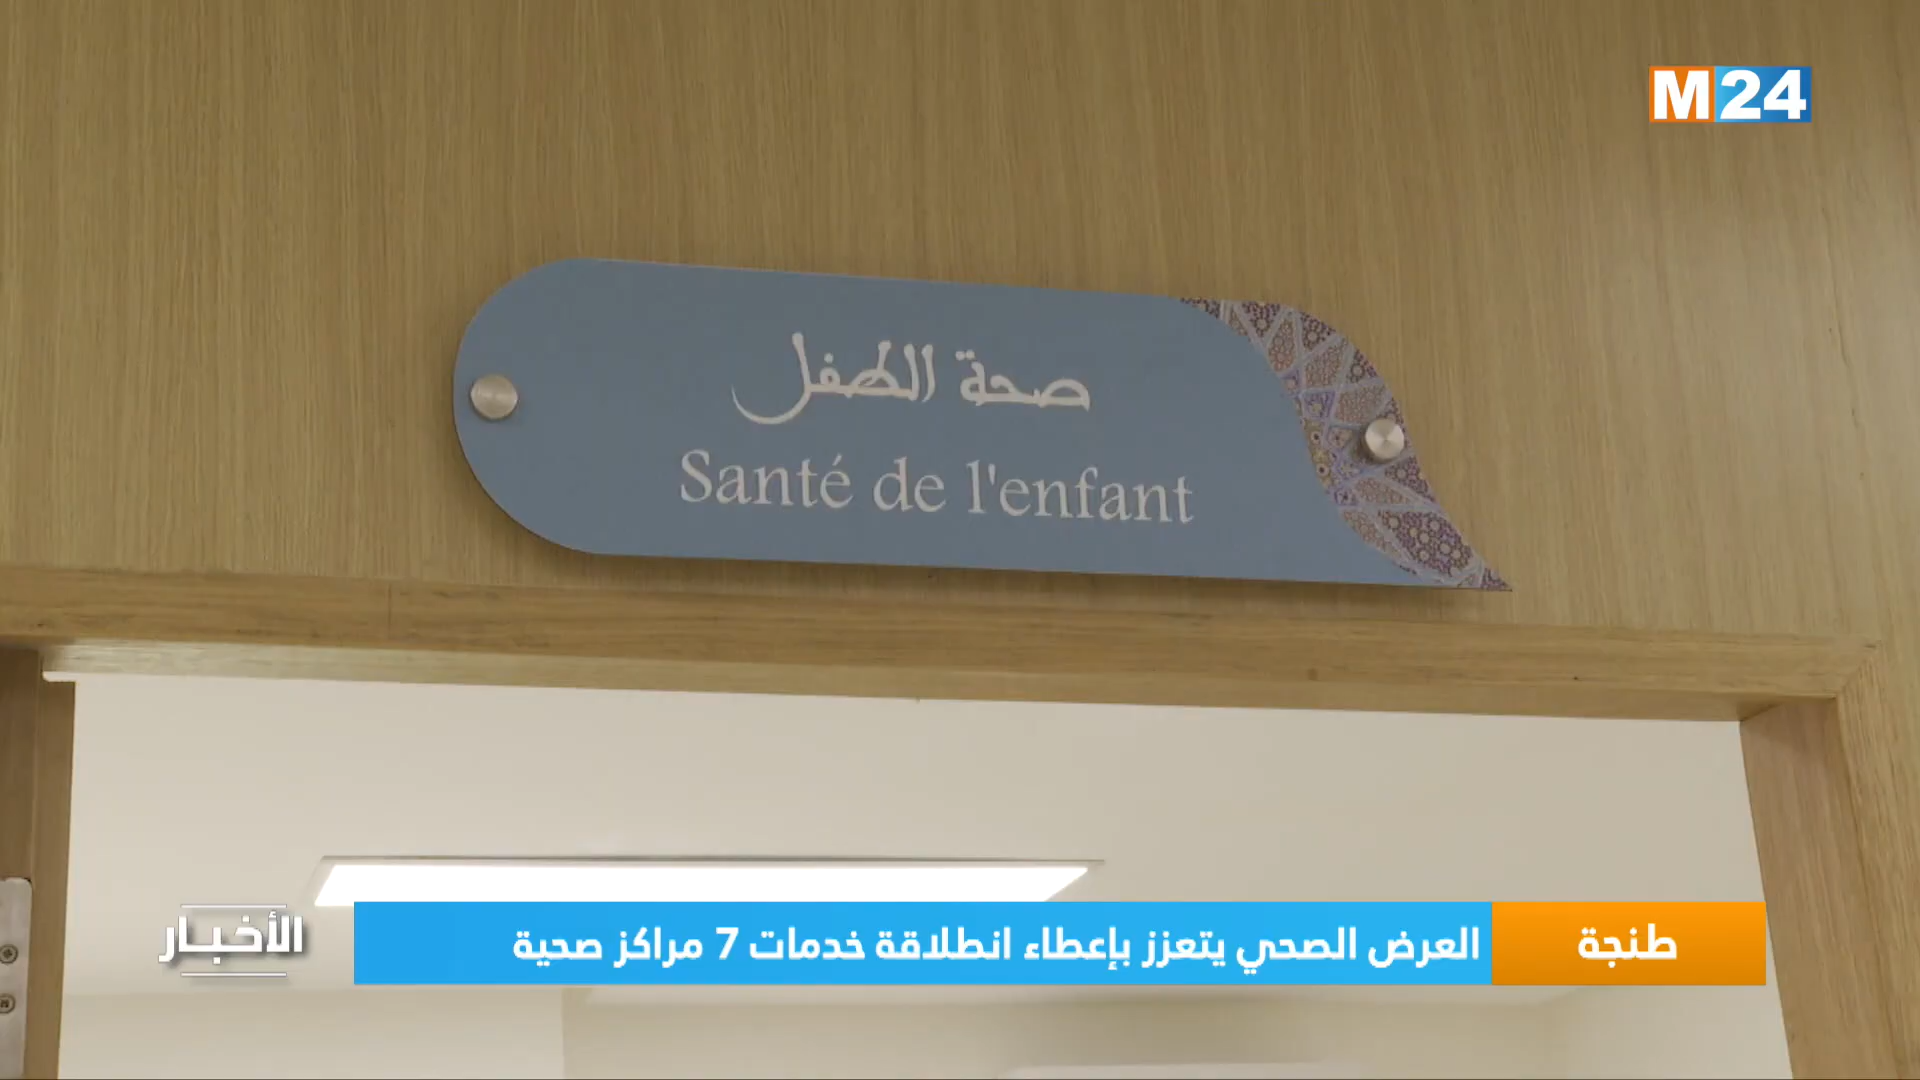 M24
صحة الطفل
Santé de l'enfant
طنجة
العرض الصحي يتعزز بإعطاء انطلاقة خدمات 7 مراكز صحية
الأخبار